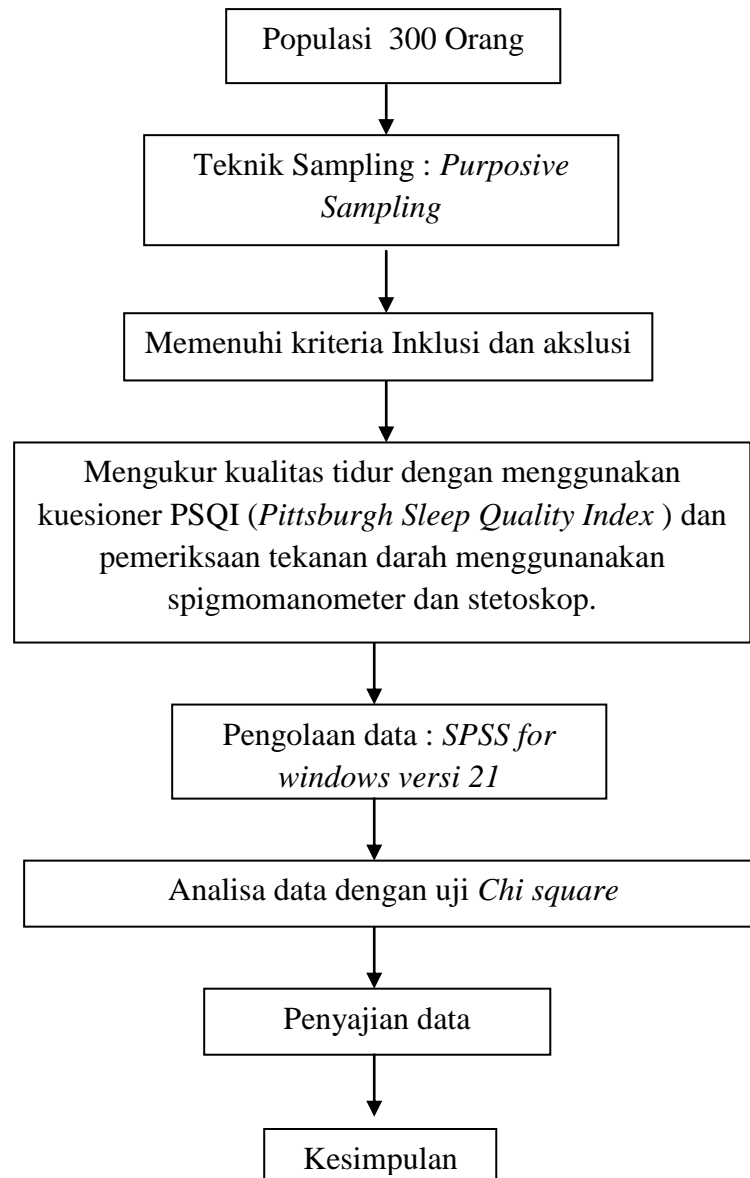 Populasi  300 Orang
Teknik Sampling : Purposive
Sampling
Memenuhi kriteria Inklusi dan akslusi
Mengukur kualitas tidur dengan menggunakan
kuesioner PSQI (Pittsburgh Sleep Quality Index ) dan
pemeriksaan tekanan darah menggunanakan
spigmomanometer dan stetoskop.
Pengolaan data : SPSS for
windows versi 21
Analisa data dengan uji Chi square
Penyajian data
Kesimpulan